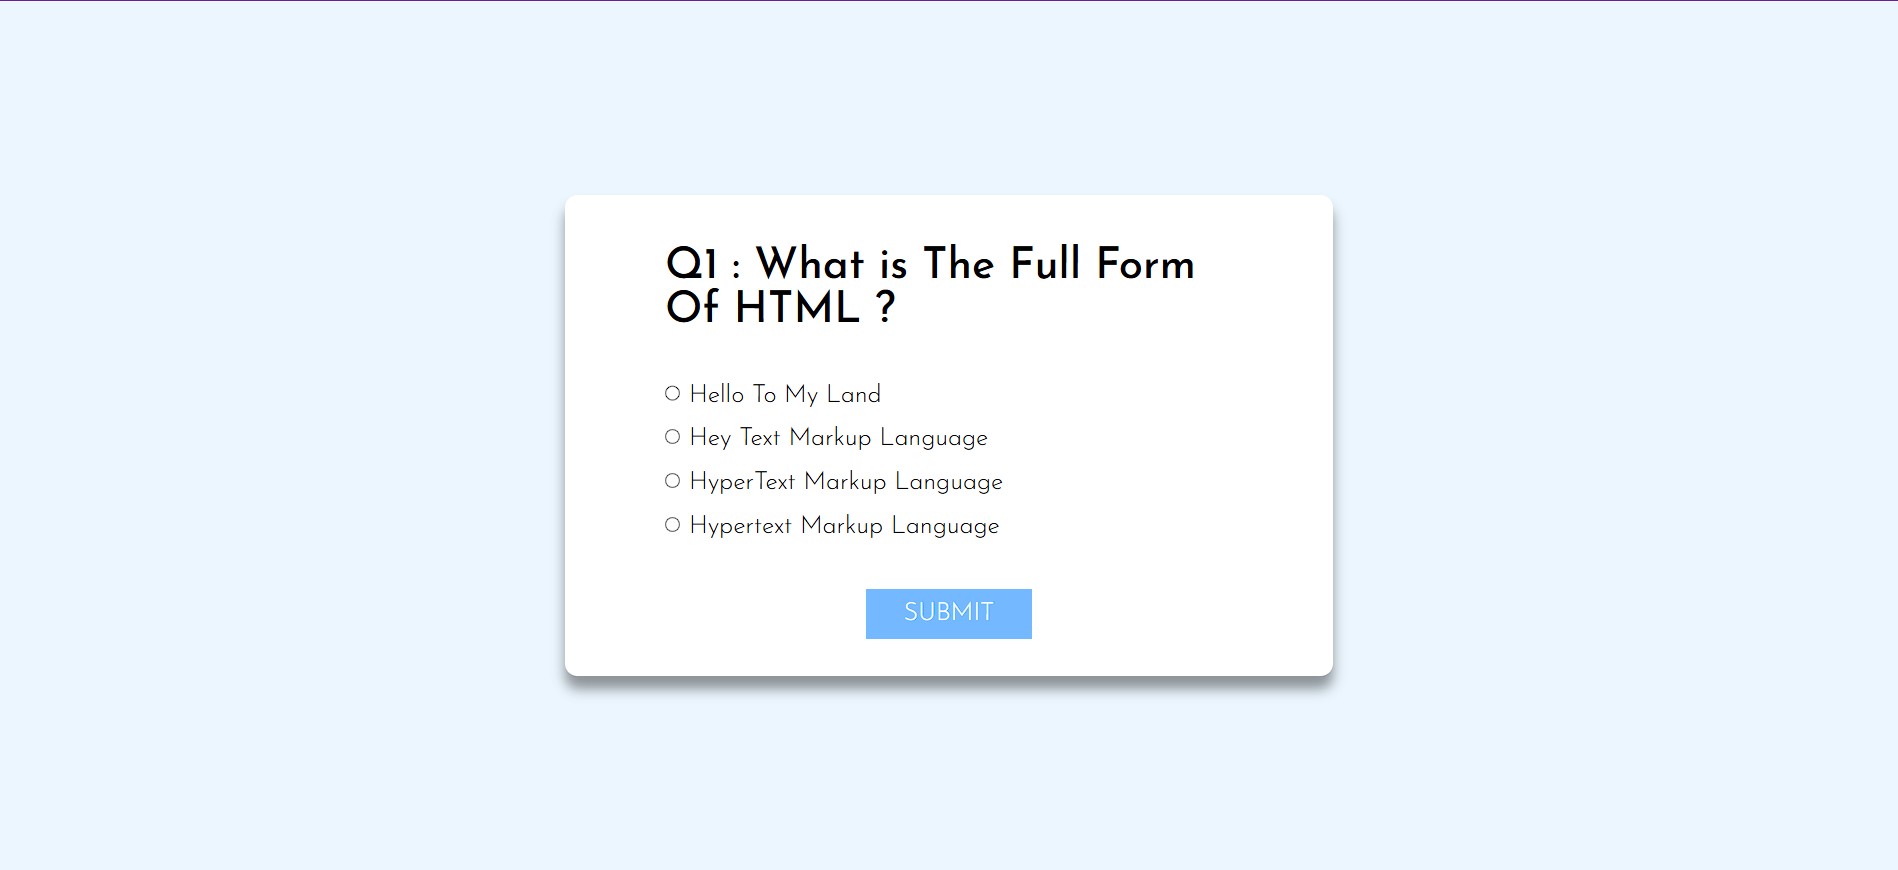 Q1 : What is The Full Form
Of HTML ?
Hello To My Land
Hey Text Markup Language
HyperText Markup Language
Hypertext Markup Language
SUBMIT